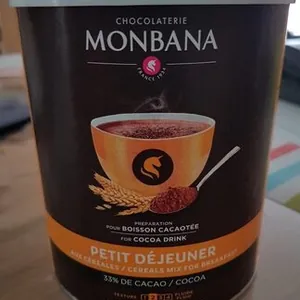 CHOCOLATERIE
MONBANA
FRANCE 1934
PRÉPARATION
POUR BOISSON CACAOTÉE
FOR COCOA DRINK
PETIT DÉJEUNER
AUX CÉRÉALES / CEREALS MIX FOR BREAKFAST
33% DE CACAO / COCOA
TEXTURE